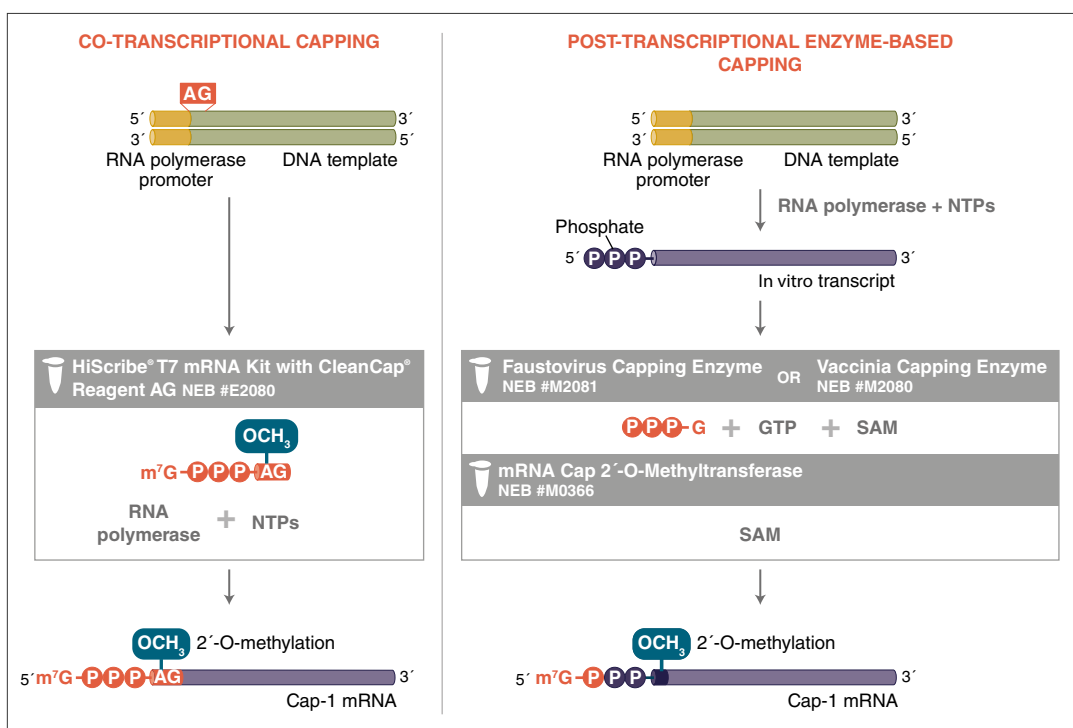 CO-TRANSCRIPTIONAL CAPPING
AG
5´ 3´
3´ 5´
RNA polymerase
promoter
DNA template
HiScribe® T7 mRNA Kit with CleanCap®
Reagent AG NEB #E2080
OCH3
m7G P P P AG
RNA
polymerase
+
NTPs
OCH3
2´-O-methylation
5´ m7G P P P AG 3´
Cap-1 mRNA
POST-TRANSCRIPTIONAL ENZYME-BASED
CAPPING
5´ 3´
3´ 5´
RNA polymerase
promoter
DNA template
RNA polymerase + NTPs
Phosphate
5´ P P P 3´
In vitro transcript
Faustovirus Capping Enzyme
NEB #M2081
OR
Vaccinia Capping Enzyme
NEB #M2080
PPP-G + GTP + SAM
mRNA Cap 2´-O-Methyltransferase
NEB #M0366
SAM
OCH3
2´-O-methylation
5´ m7G P P P 3´
Cap-1 mRNA